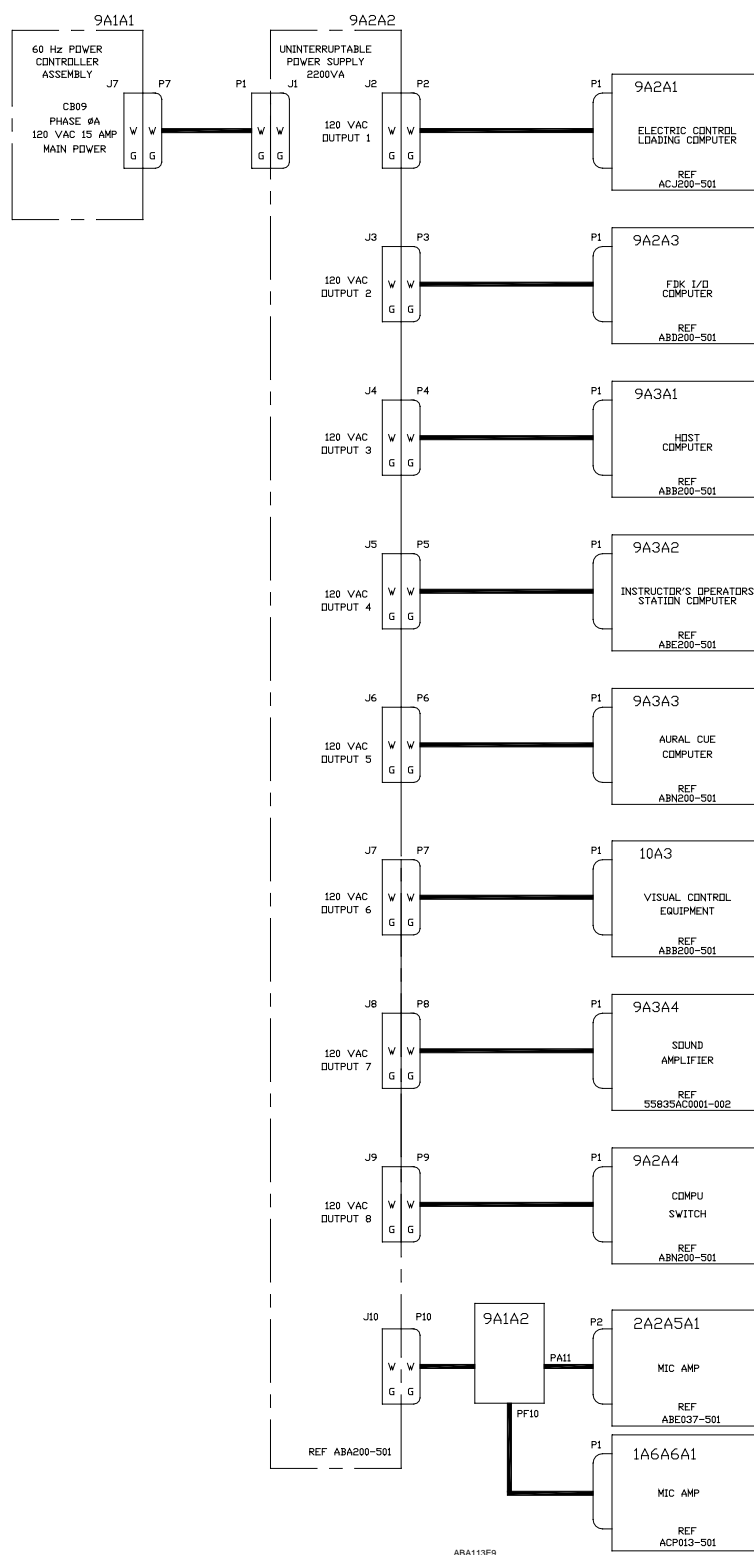 9A1A1
60 Hz POWER
CONTROLLER
ASSEMBLY
J7 P7
CB09
PHASE ØA
120 VAC 15 AMP
MAIN POWER
W W
G G
9A2A2
UNINTERRUPTABLE
POWER SUPPLY
2200VA
P1 J1
W W
G G
J2 P2
120 VAC
OUTPUT 1
W W
G G
P1
9A2A1
ELECTRIC CONTROL
LOADING COMPUTER
REF
ACJ200-501
J3 P3
120 VAC
OUTPUT 2
W W
G G
P1
9A2A3
FDK I/O
COMPUTER
REF
ABD200-501
J4 P4
120 VAC
OUTPUT 3
W W
G G
P1
9A3A1
HOST
COMPUTER
REF
ABB200-501
J5 P5
120 VAC
OUTPUT 4
W W
G G
P1
9A3A2
INSTRUCTOR'S OPERATORS
STATION COMPUTER
REF
ABE200-501
J6 P6
120 VAC
OUTPUT 5
W W
G G
P1
9A3A3
AURAL CUE
COMPUTER
REF
ABN200-501
J7 P7
120 VAC
OUTPUT 6
W W
G G
P1
10A3
VISUAL CONTROL
EQUIPMENT
REF
ABB200-501
J8 P8
120 VAC
OUTPUT 7
W W
G G
P1
9A3A4
SOUND
AMPLIFIER
REF
55835AC0001-002
J9 P9
120 VAC
OUTPUT 8
W W
G G
P1
9A2A4
COMPU
SWITCH
REF
ABN200-501
J10 P10
W W
G G
9A1A2
PA11
PF10
P2
2A2A5A1
MIC AMP
REF
ABE037-501
REF ABA200-501
P1
1A6A6A1
MIC AMP
REF
ACP013-501
ABA113F9